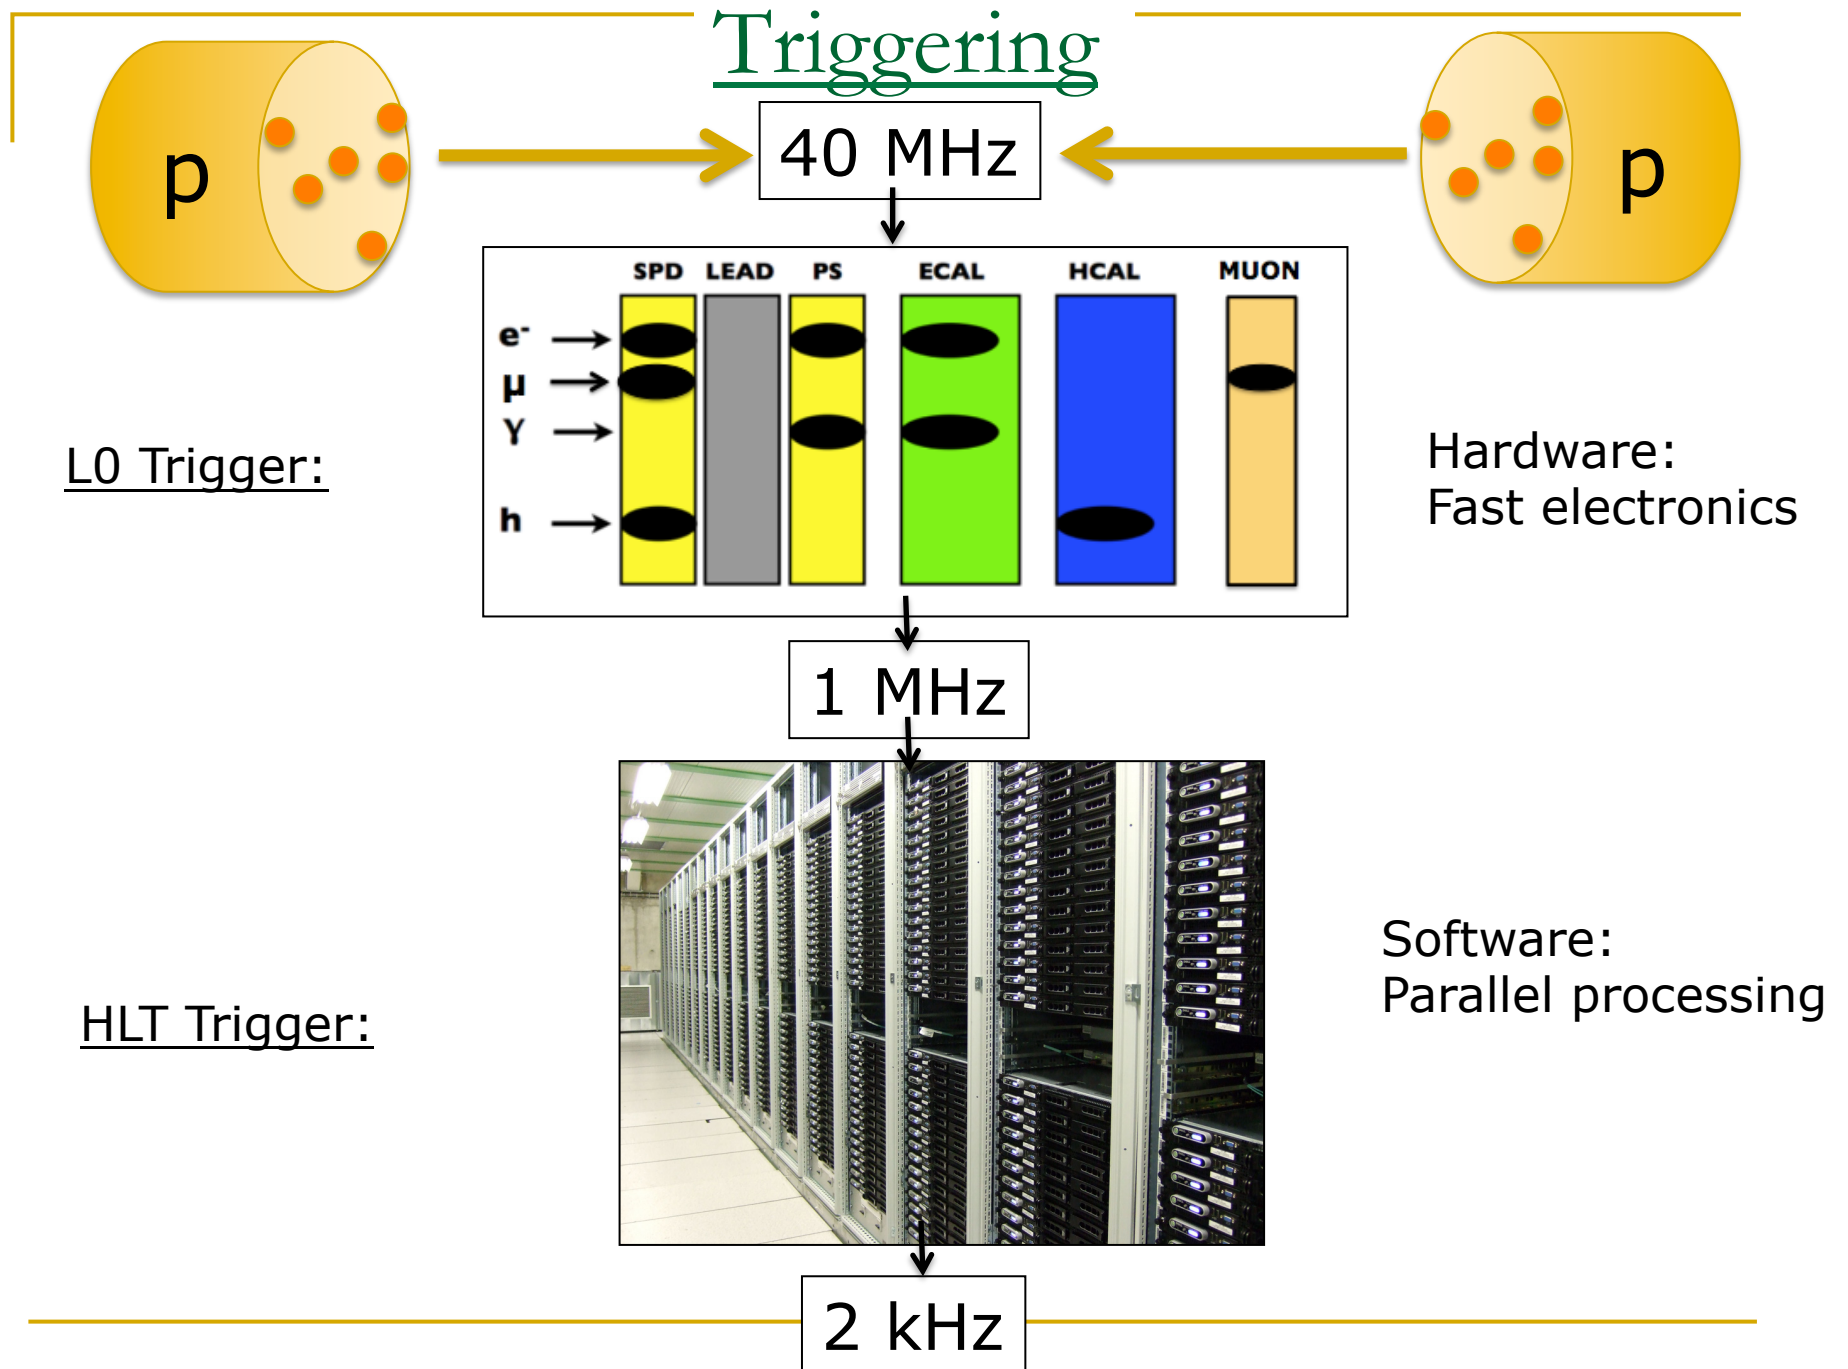 Triggering
p
40 MHz
p
SPD LEAD PS ECAL HCAL MUON
e-
μ
γ
h
L0 Trigger:
Hardware:
Fast electronics
1 MHz
HLT Trigger:
Software:
Parallel processing
2 kHz